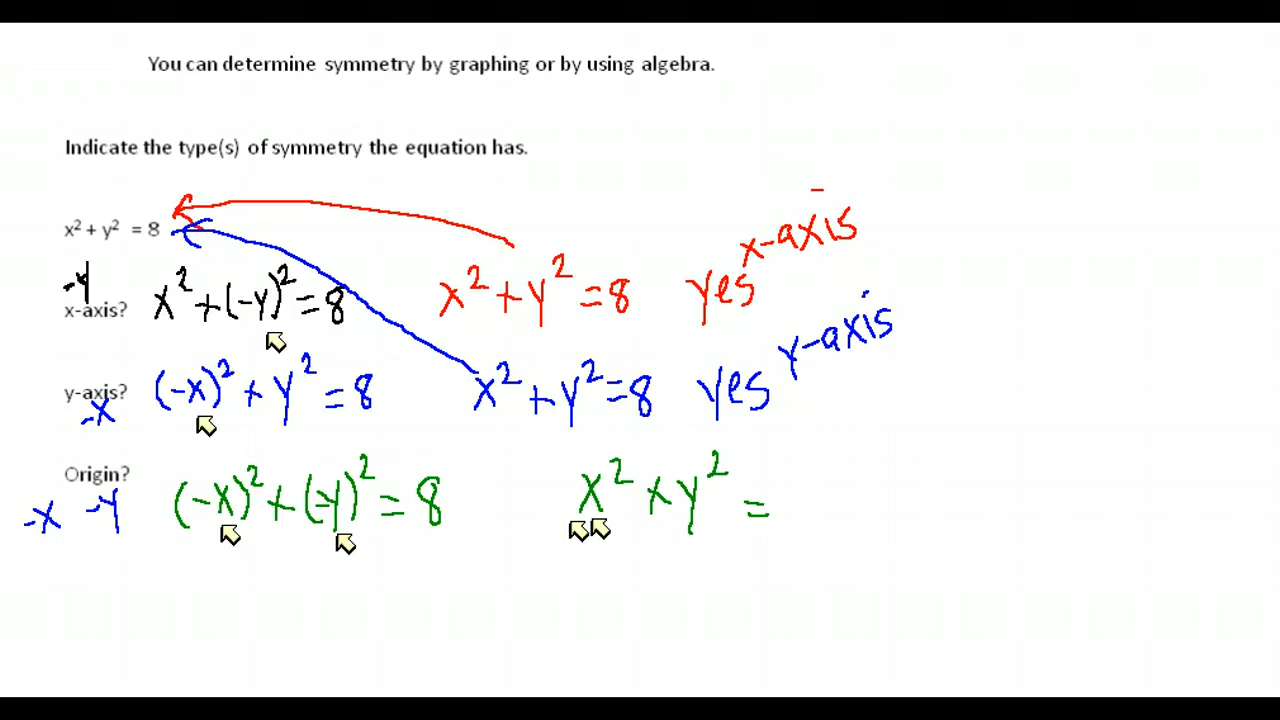 You can determine symmetry by graphing or by using algebra.
Indicate the type(s) of symmetry the equation has.
x² + y² = 8
-y
x-axis? x² + (-y)² = 8 x² + y² = 8 yes x-axis
y-axis? (-x)² + y² = 8 x² + y² = 8 yes y-axis
-x
Origin? (-x)² + (-y)² = 8 x² + y² =
-x -y